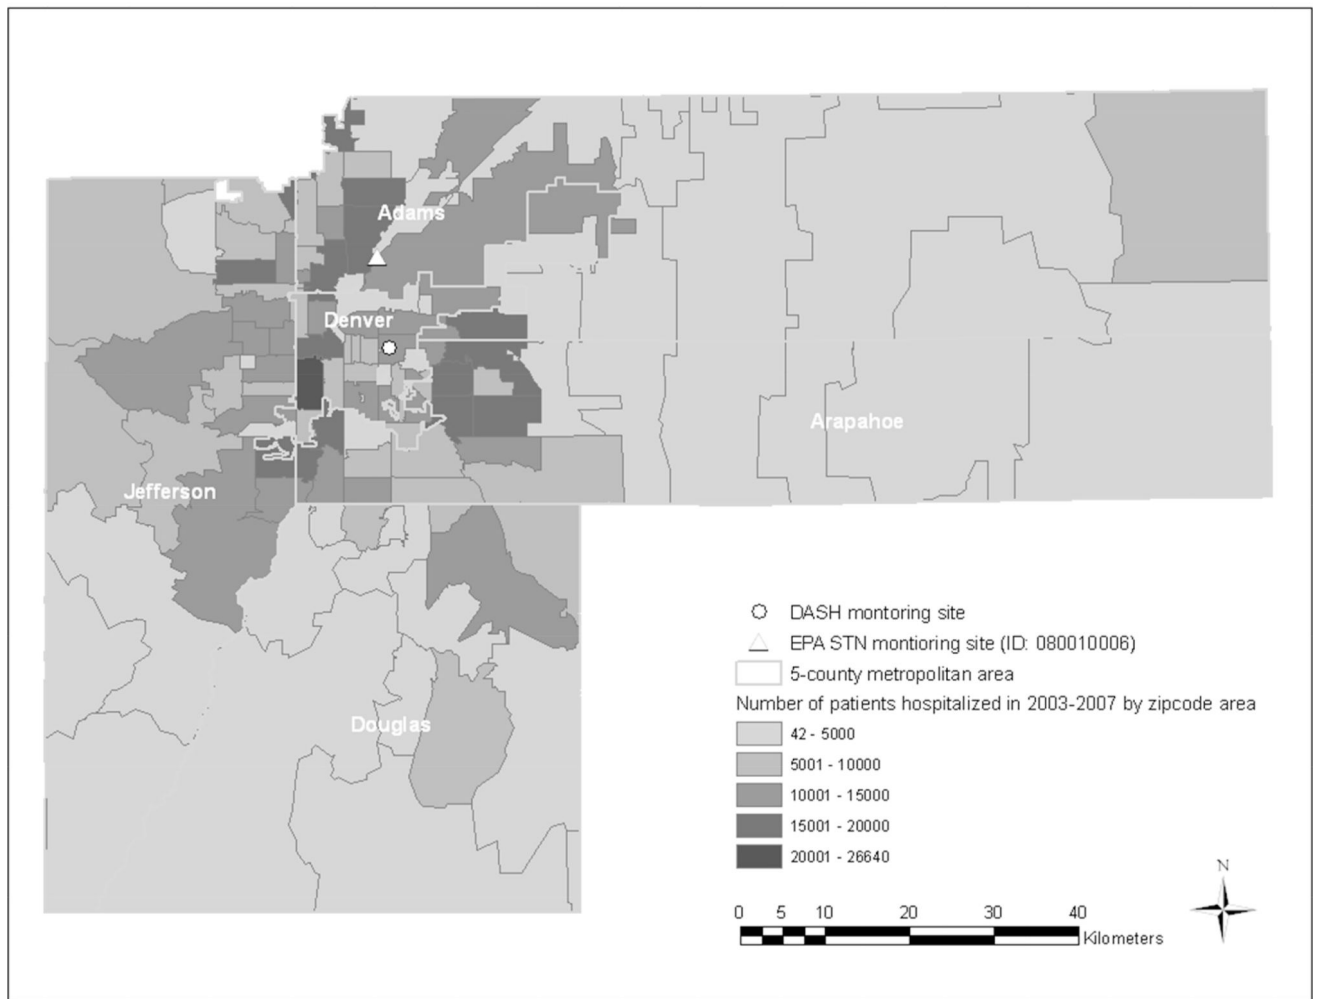 Adams
Denver
Arapahoe
Jefferson
Douglas
DASH montoring site
EPA STN montioring site (ID: 080010006)
5-county metropolitan area
Number of patients hospitalized in 2003-2007 by zipcode area
42 - 5000
5001 - 10000
10001 - 15000
15001 - 20000
20001 - 26640
N
0 5 10 20 30 40
Kilometers